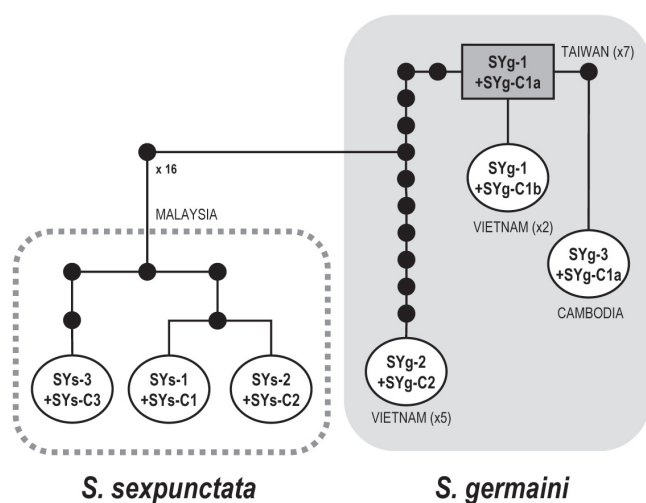 SYg-1
+SYg-C1a
TAIWAN (x7)
x 16
SYg-1
+SYg-C1b
VIETNAM (x2)
MALAYSIA
SYg-3
+SYg-C1a
CAMBODIA
SYs-3
+SYs-C3
SYs-1
+SYs-C1
SYs-2
+SYs-C2
SYg-2
+SYg-C2
VIETNAM (x5)
S. sexpunctata
S. germaini